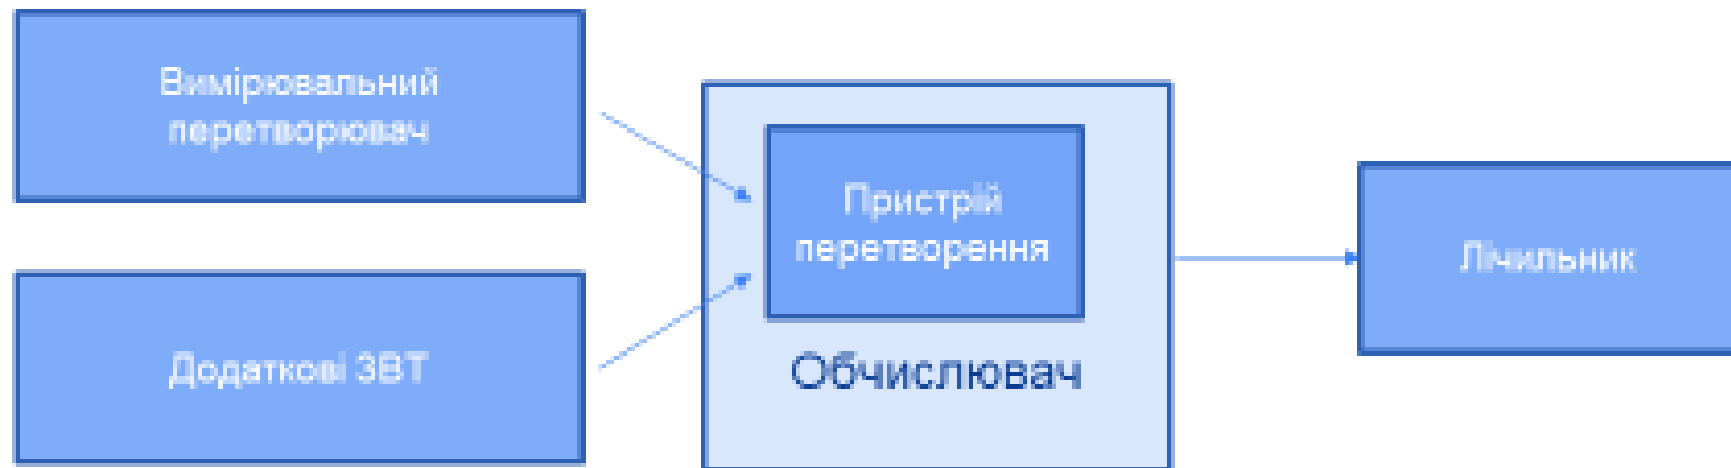 Вимірювальний
перетворювач
Додаткові ЗВТ
Пристрій
перетворення
Обчислювач
Лічильник